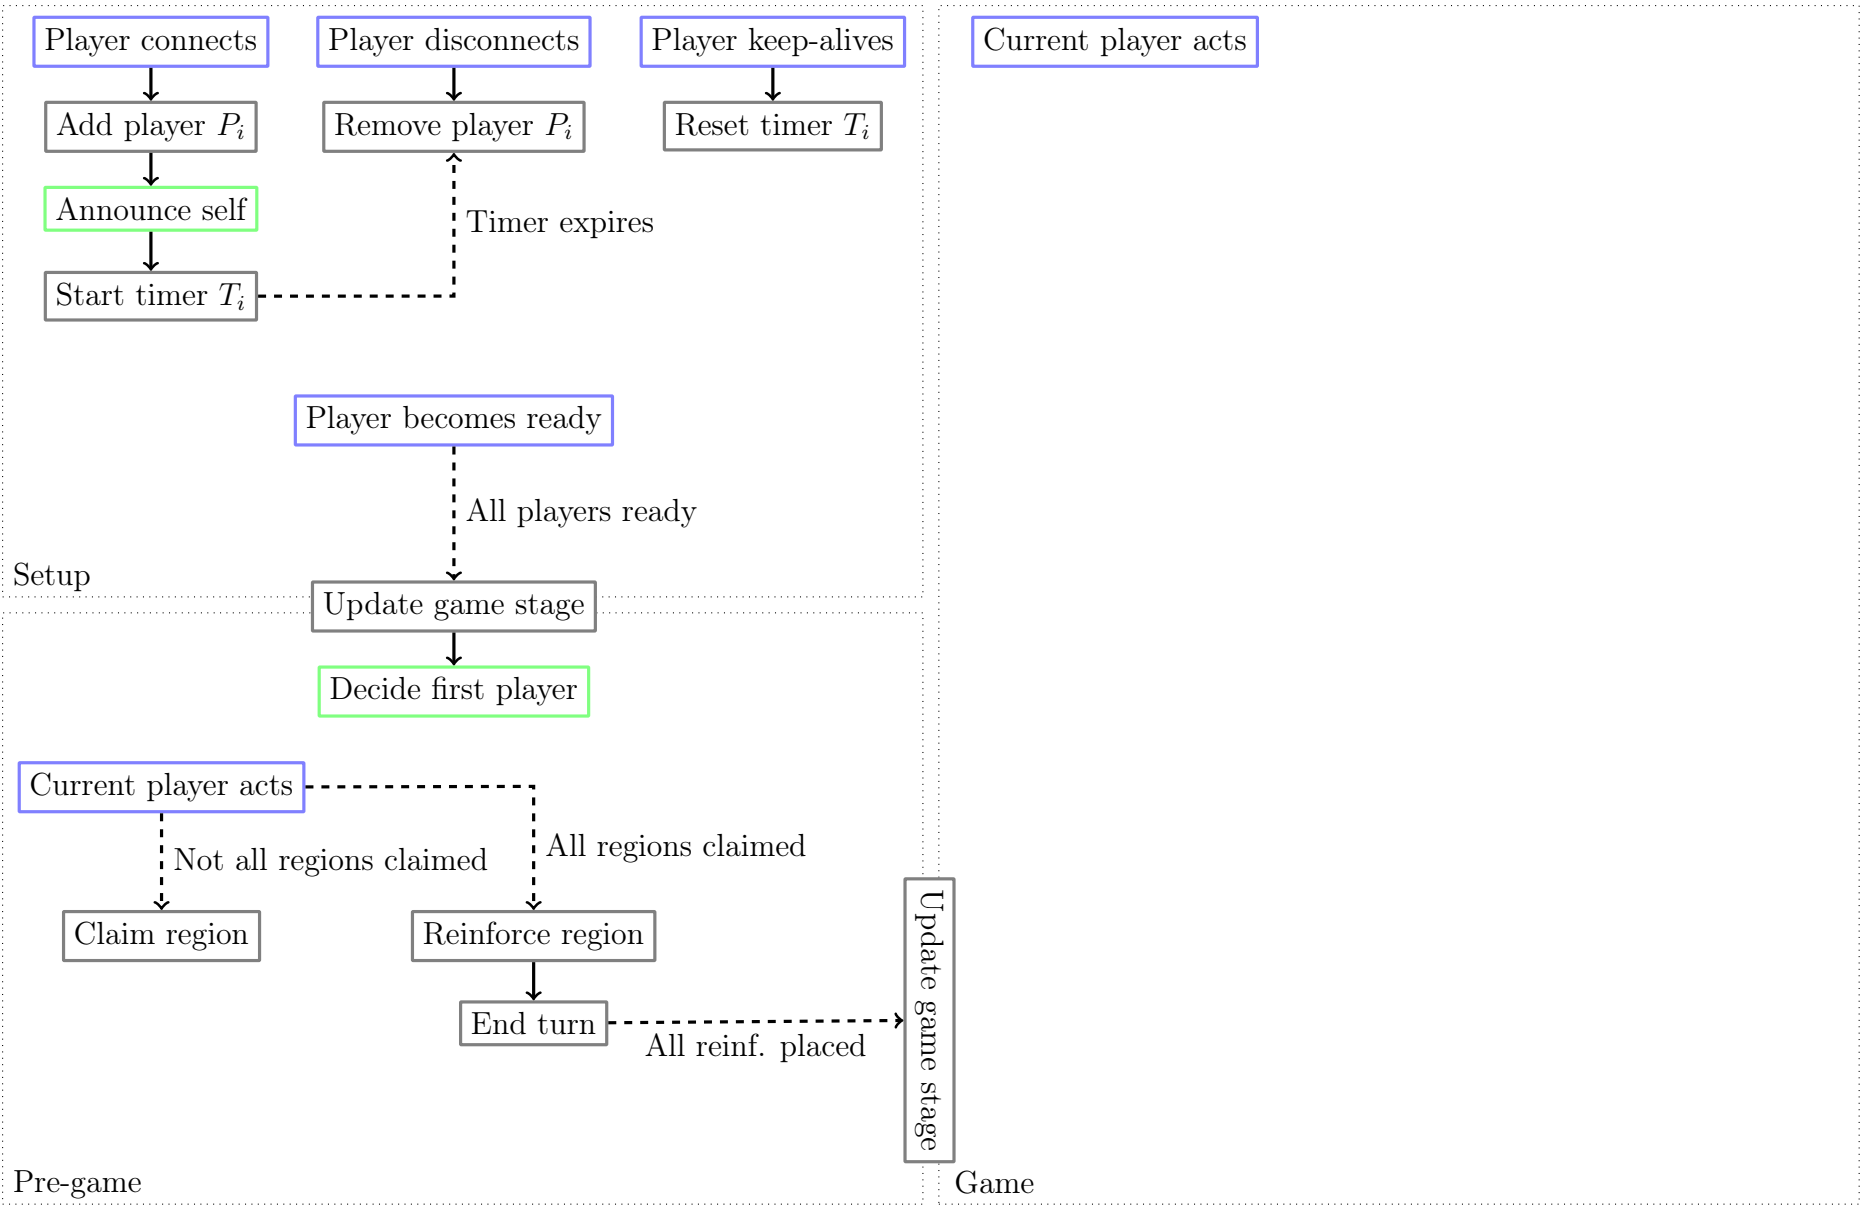 Player connects
Player disconnects
Player keep-alives
Current player acts
Add player P_i
Remove player P_i
Reset timer T_i
Announce self
Timer expires
Start timer T_i
Player becomes ready
All players ready
Setup
Update game stage
Decide first player
Current player acts
Not all regions claimed
All regions claimed
Claim region
Reinforce region
End turn
All reinf. placed
Update game stage
Pre-game
Game